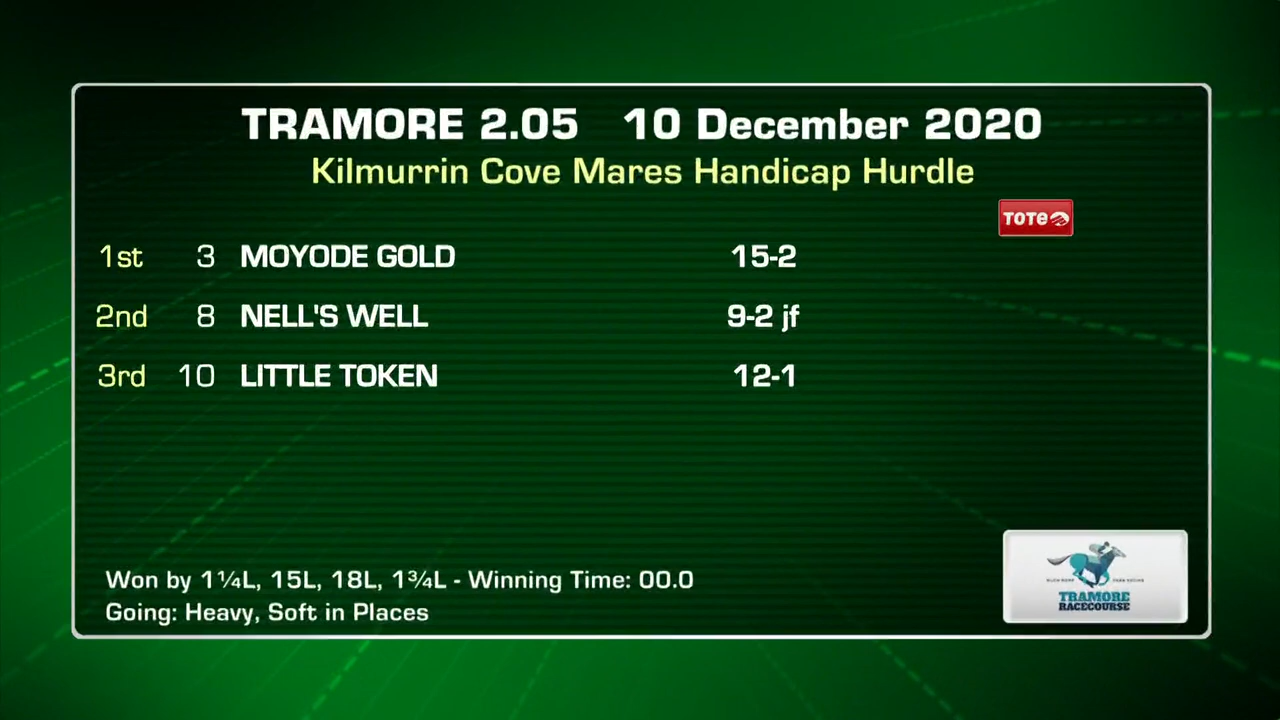 TRAMORE 2.05 10 December 2020
Kilmurrin Cove Mares Handicap Hurdle
TOTE
1st 3 MOYODE GOLD 15-2
2nd 8 NELL'S WELL 9-2 jf
3rd 10 LITTLE TOKEN 12-1
Won by 1¼L, 15L, 18L, 1¾L - Winning Time: 00.0
Going: Heavy, Soft in Places
TRAMORE
RACECOURSE